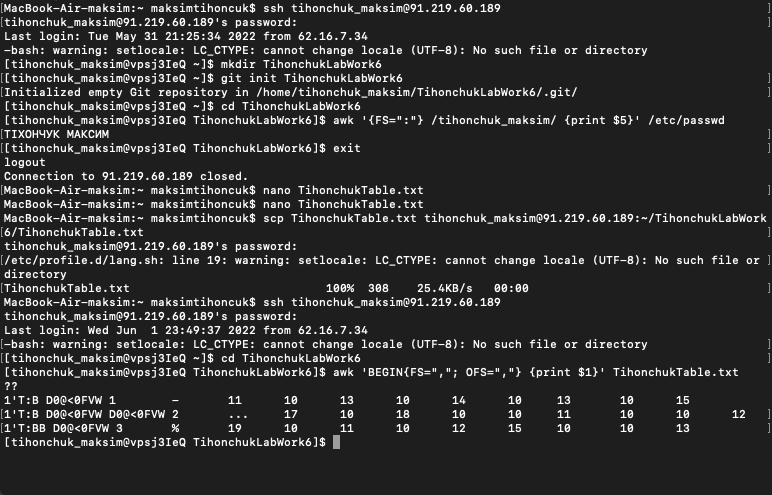 [MacBook-Air-maksim:~ maksimtihoncuk$ ssh tihonchuk_maksim@91.219.60.189 ]
[tihonchuk_maksim@91.219.60.189's password: ]
Last login: Tue May 31 21:25:34 2022 from 62.16.7.34
-bash: warning: setlocale: LC_CTYPE: cannot change locale (UTF-8): No such file or directory
[[tihonchuk_maksim@vpsj3IeQ ~]$ mkdir TihonchukLabWork6 ]
[[tihonchuk_maksim@vpsj3IeQ ~]$ git init TihonchukLabWork6 ]
Initialized empty Git repository in /home/tihonchuk_maksim/TihonchukLabWork6/.git/
[[tihonchuk_maksim@vpsj3IeQ ~]$ cd TihonchukLabWork6 ]
[[tihonchuk_maksim@vpsj3IeQ TihonchukLabWork6]$ awk '{FS=":"} /tihonchuk_maksim/ {print $5}' /etc/passwd ]
ТІХОНЧУК МАКСИМ
[[tihonchuk_maksim@vpsj3IeQ TihonchukLabWork6]$ exit ]
logout
Connection to 91.219.60.189 closed.
[MacBook-Air-maksim:~ maksimtihoncuk$ nano TihonchukTable.txt ]
[MacBook-Air-maksim:~ maksimtihoncuk$ nano TihonchukTable.txt ]
MacBook-Air-maksim:~ maksimtihoncuk$ scp TihonchukTable.txt tihonchuk_maksim@91.219.60.189:~/TihonchukLabWork
[6/TihonchukTable.txt ]
tihonchuk_maksim@91.219.60.189's password:
[/etc/profile.d/lang.sh: line 19: warning: setlocale: LC_CTYPE: cannot change locale (UTF-8): No such file or ]
directory
TihonchukTable.txt 100% 308 25.4KB/s 00:00
[MacBook-Air-maksim:~ maksimtihoncuk$ ssh tihonchuk_maksim@91.219.60.189 ]
[tihonchuk_maksim@91.219.60.189's password: ]
Last login: Wed Jun  1 23:49:37 2022 from 62.16.7.34
-bash: warning: setlocale: LC_CTYPE: cannot change locale (UTF-8): No such file or directory
[[tihonchuk_maksim@vpsj3IeQ ~]$ cd TihonchukLabWork6 ]
[[tihonchuk_maksim@vpsj3IeQ TihonchukLabWork6]$ awk 'BEGIN{FS=","; OFS=","} {print $1}' TihonchukTable.txt ]
??
1'T:B D0@<0FVW 1 – 11 10 13 10 14 10 13 10 15
1'T:B D0@<0FVW D0@<0FVW 2 ... 17 10 18 10 10 11 10 10 12
1'T:BB D0@<0FVW 3 % 19 10 11 10 12 15 10 10 13
[tihonchuk_maksim@vpsj3IeQ TihonchukLabWork6]$